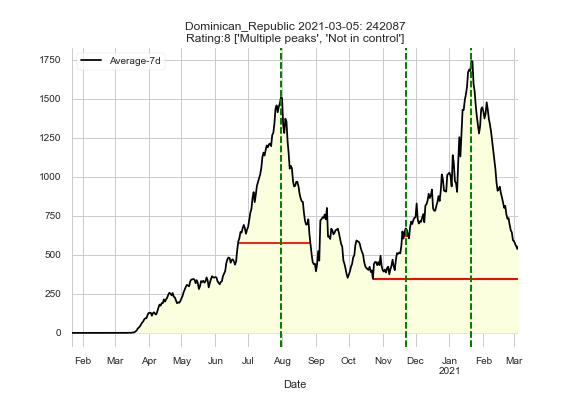 Dominican_Republic 2021-03-05: 242087
Rating:8 ['Multiple peaks', 'Not in control']
Average-7d
1750
1500
1250
1000
750
500
250
0
Feb Mar Apr May Jun Jul Aug Sep Oct Nov Dec Jan Feb Mar
2021
Date